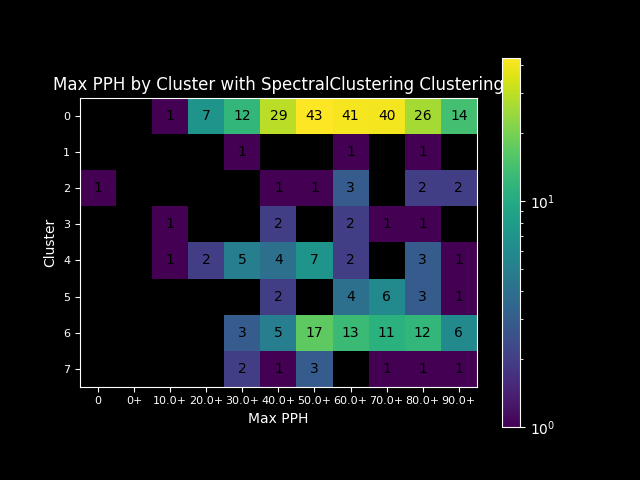 Max PPH by Cluster with SpectralClustering Clustering
0 1 7 12 29 43 41 40 26 14
1 1 1 1
2 1 1 1 3 2 2
3 1 2 2 1 1
4 1 2 5 4 7 2 3 1
5 2 4 6 3 1
6 3 5 17 13 11 12 6
7 2 1 3 1 1 1
0 0+ 10.0+ 20.0+ 30.0+ 40.0+ 50.0+ 60.0+ 70.0+ 80.0+ 90.0+
Max PPH
Cluster
10¹
10⁰